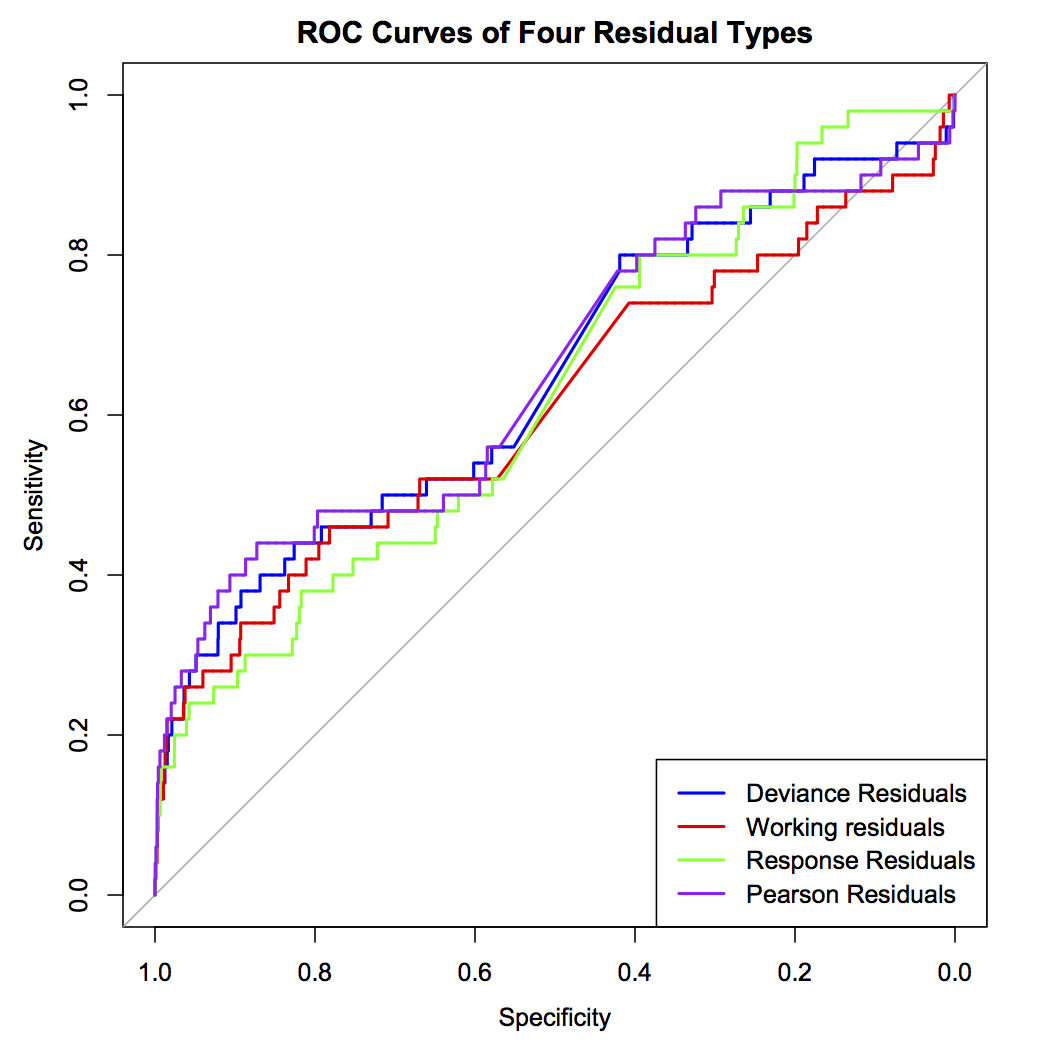 ROC Curves of Four Residual Types
Sensitivity
1.0
0.8
0.6
0.4
0.2
0.0
1.0 0.8 0.6 0.4 0.2 0.0
Specificity
Deviance Residuals
Working residuals
Response Residuals
Pearson Residuals